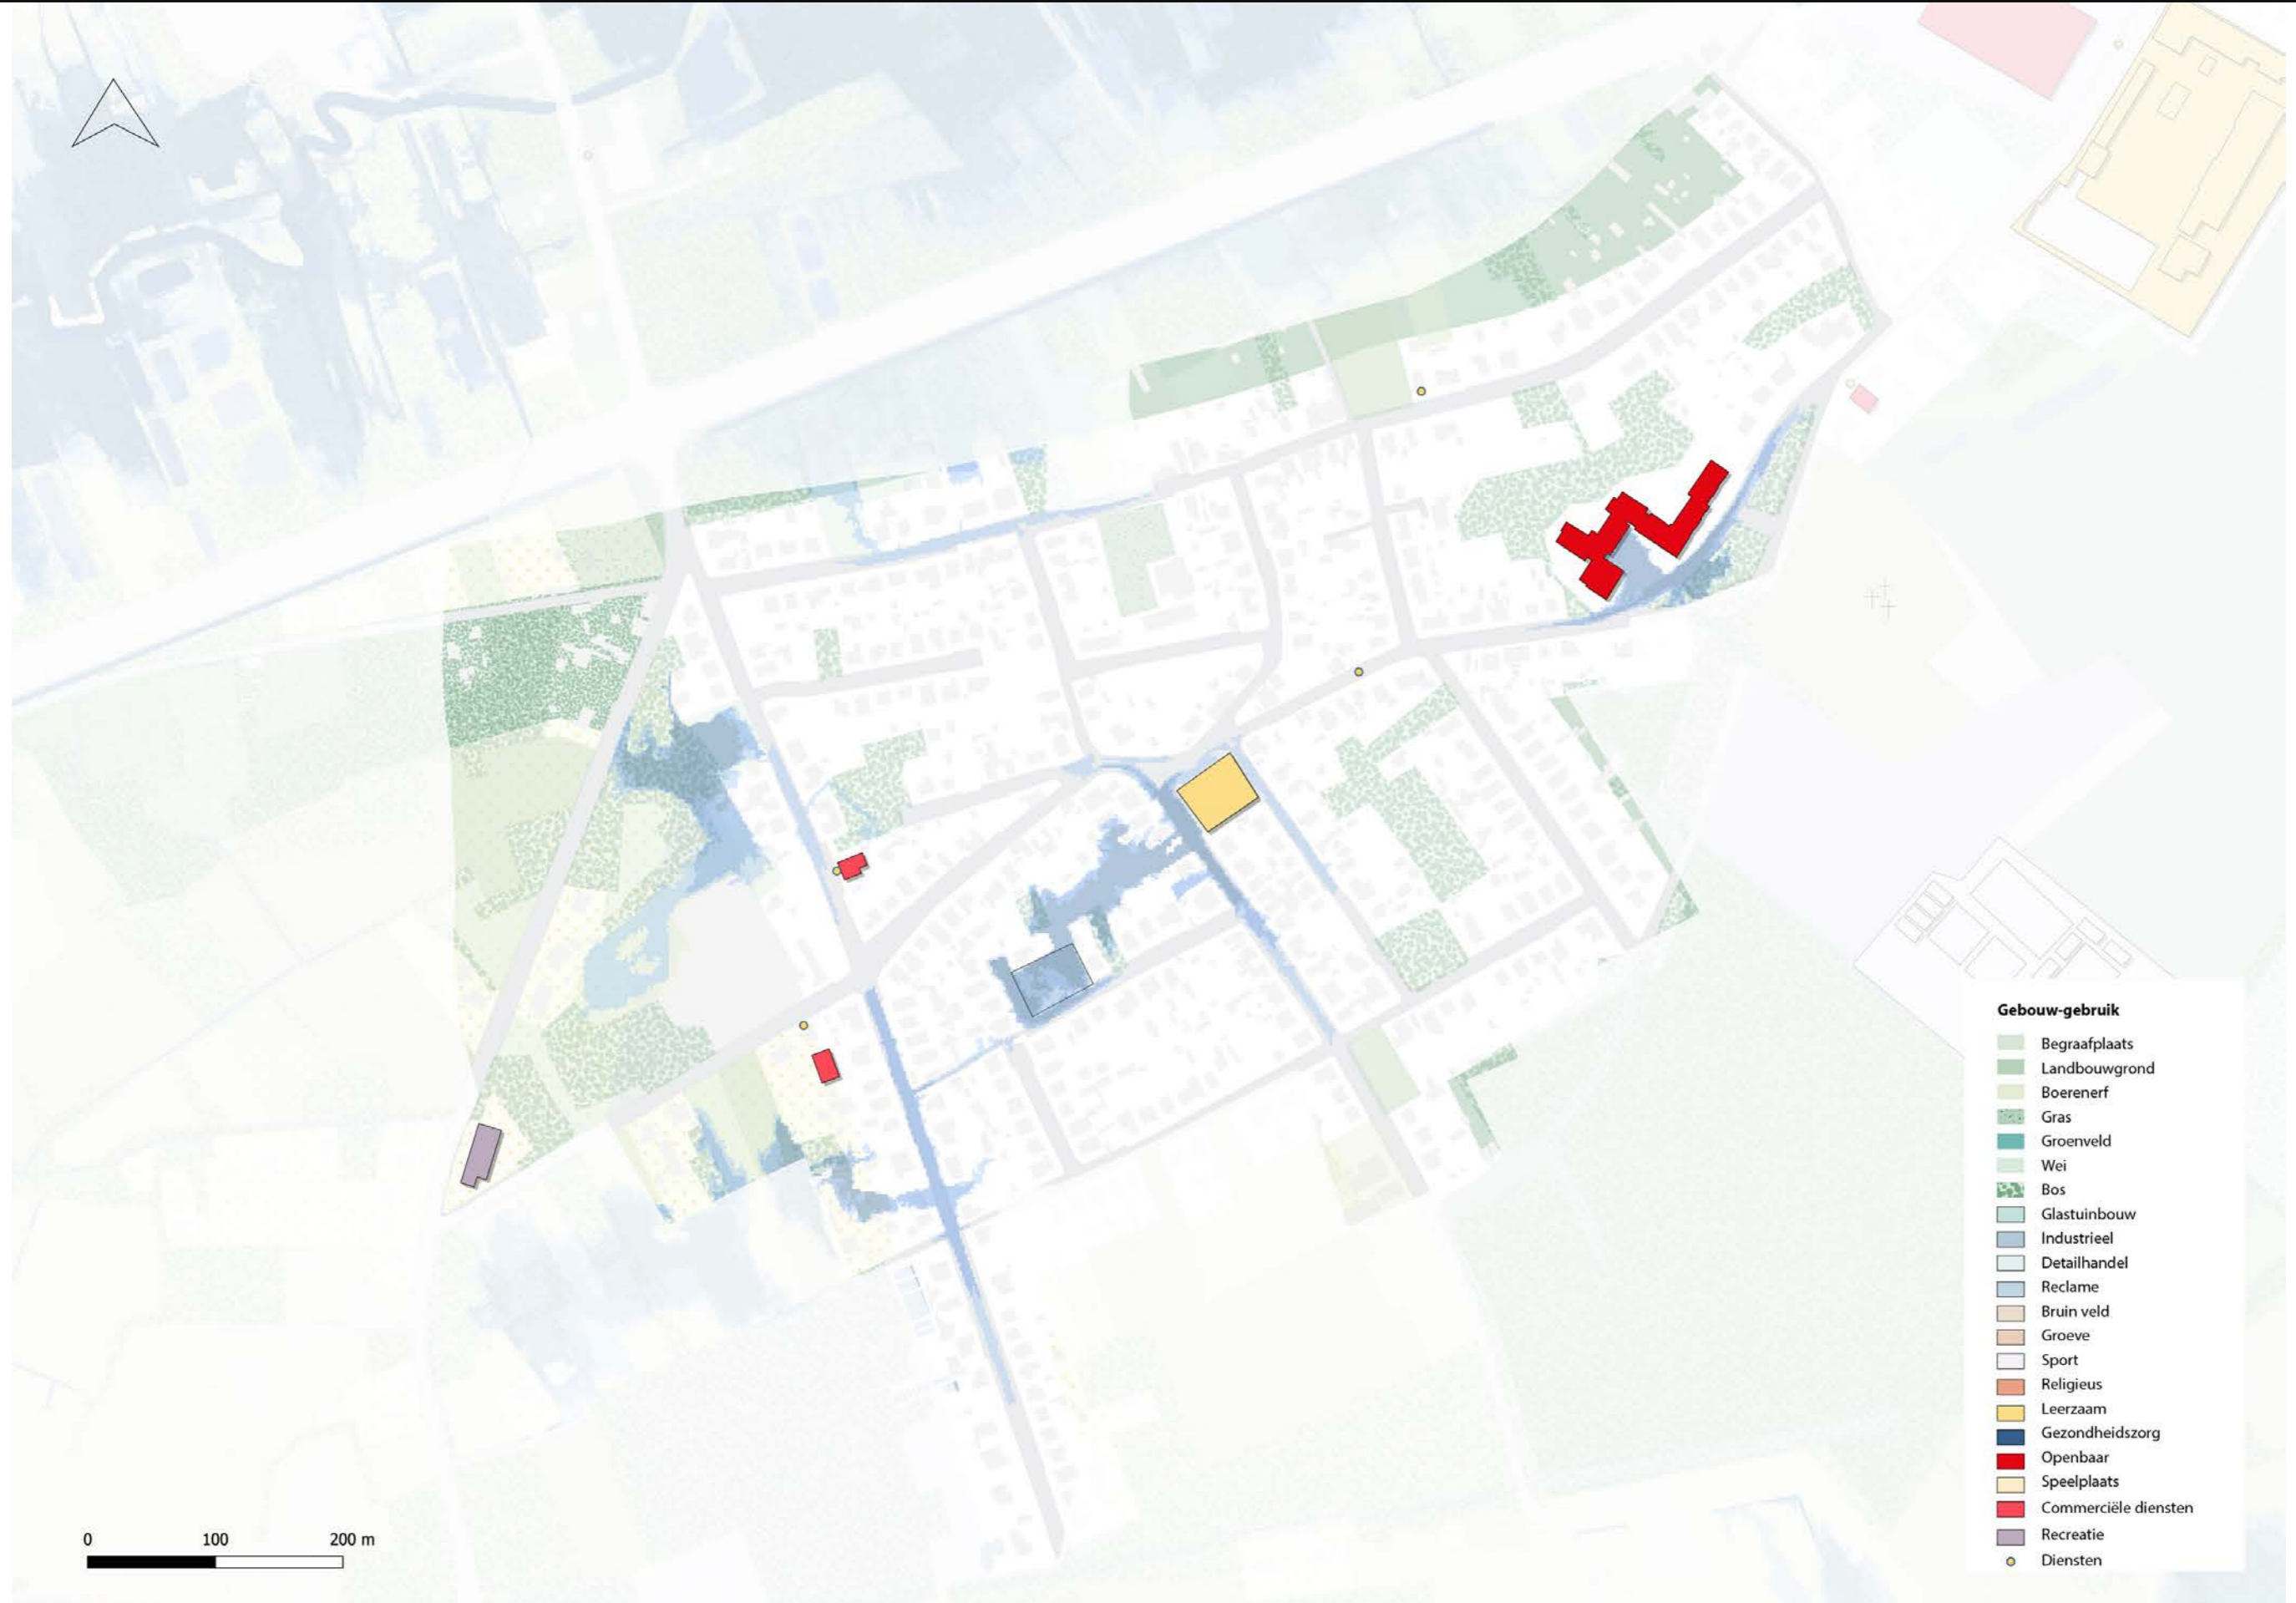 Gebouw-gebruik
Begraafplaats
Landbouwgrond
Boerenerf
Gras
Groenveld
Wei
Bos
Glastuinbouw
Industrieel
Detailhandel
Reclame
Bruin veld
Groeve
Sport
Religieus
Leerzaam
Gezondheidszorg
Openbaar
Speelplaats
Commerciële diensten
Recreatie
Diensten
0 100 200 m